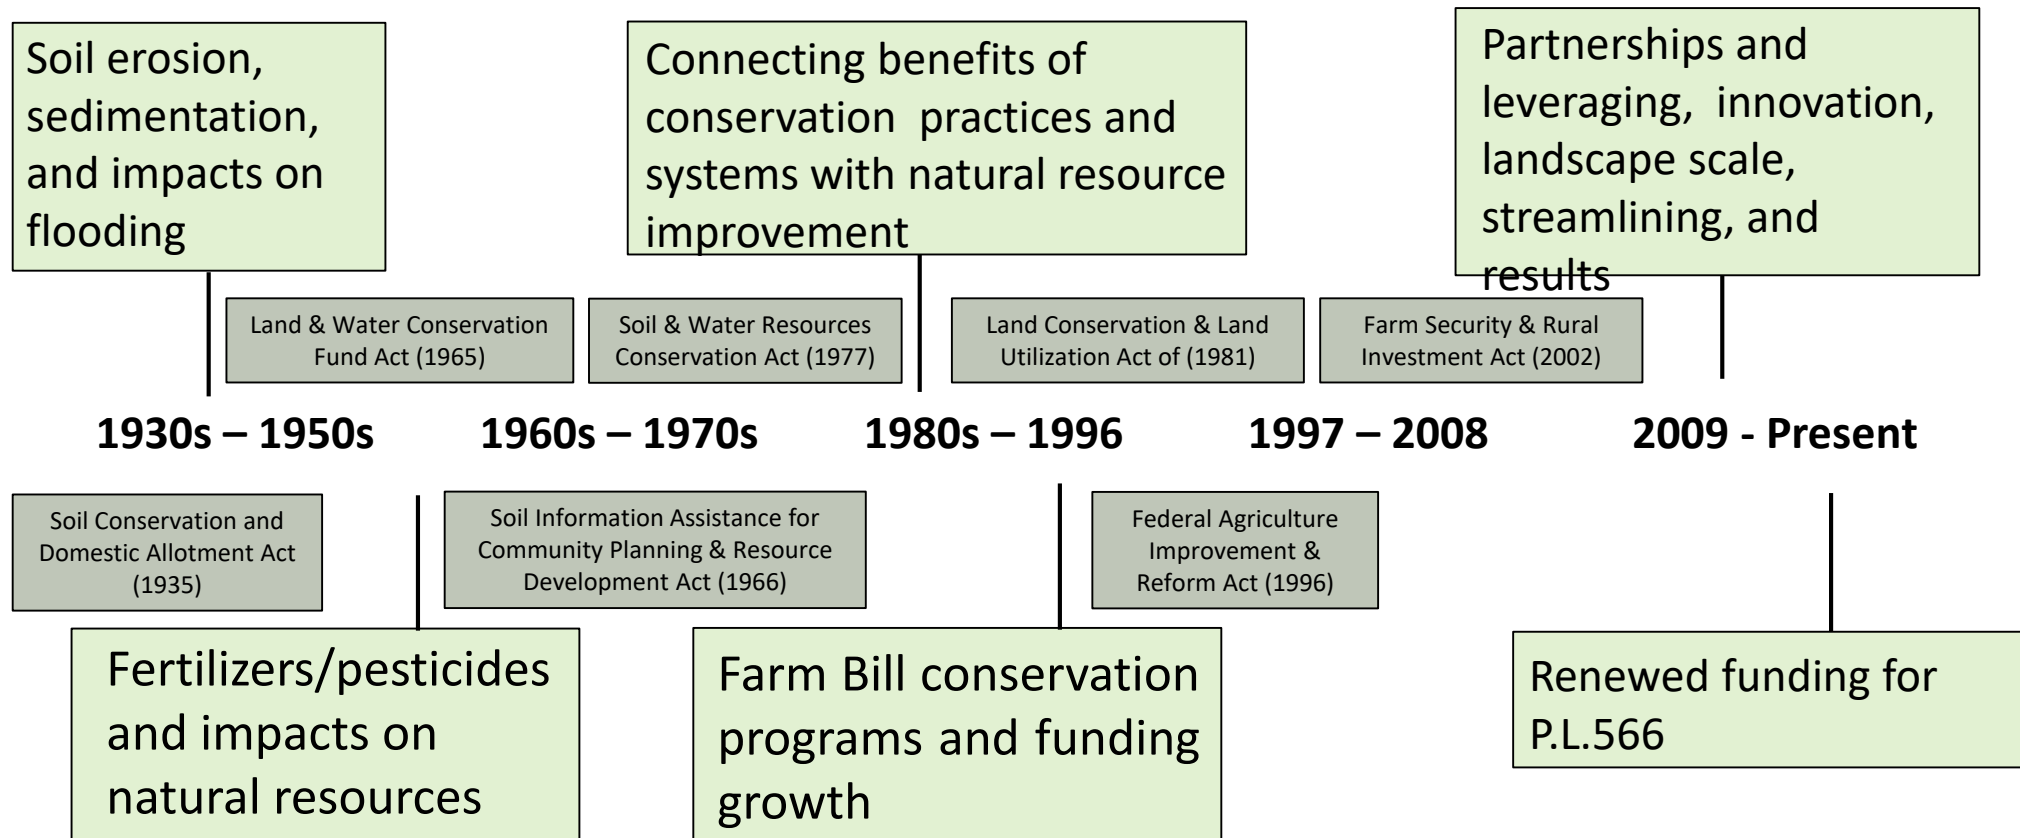 Soil erosion,
sedimentation,
and impacts on
flooding
Connecting benefits of
conservation practices and
systems with natural resource
improvement
Partnerships and
leveraging, innovation,
landscape scale,
streamlining, and
results
Land & Water Conservation
Fund Act (1965)
Soil & Water Resources
Conservation Act (1977)
Land Conservation & Land
Utilization Act of (1981)
Farm Security & Rural
Investment Act (2002)
1930s – 1950s
1960s – 1970s
1980s – 1996
1997 – 2008
2009 - Present
Soil Conservation and
Domestic Allotment Act
(1935)
Soil Information Assistance for
Community Planning & Resource
Development Act (1966)
Federal Agriculture
Improvement &
Reform Act (1996)
Fertilizers/pesticides
and impacts on
natural resources
Farm Bill conservation
programs and funding
growth
Renewed funding for
P.L.566